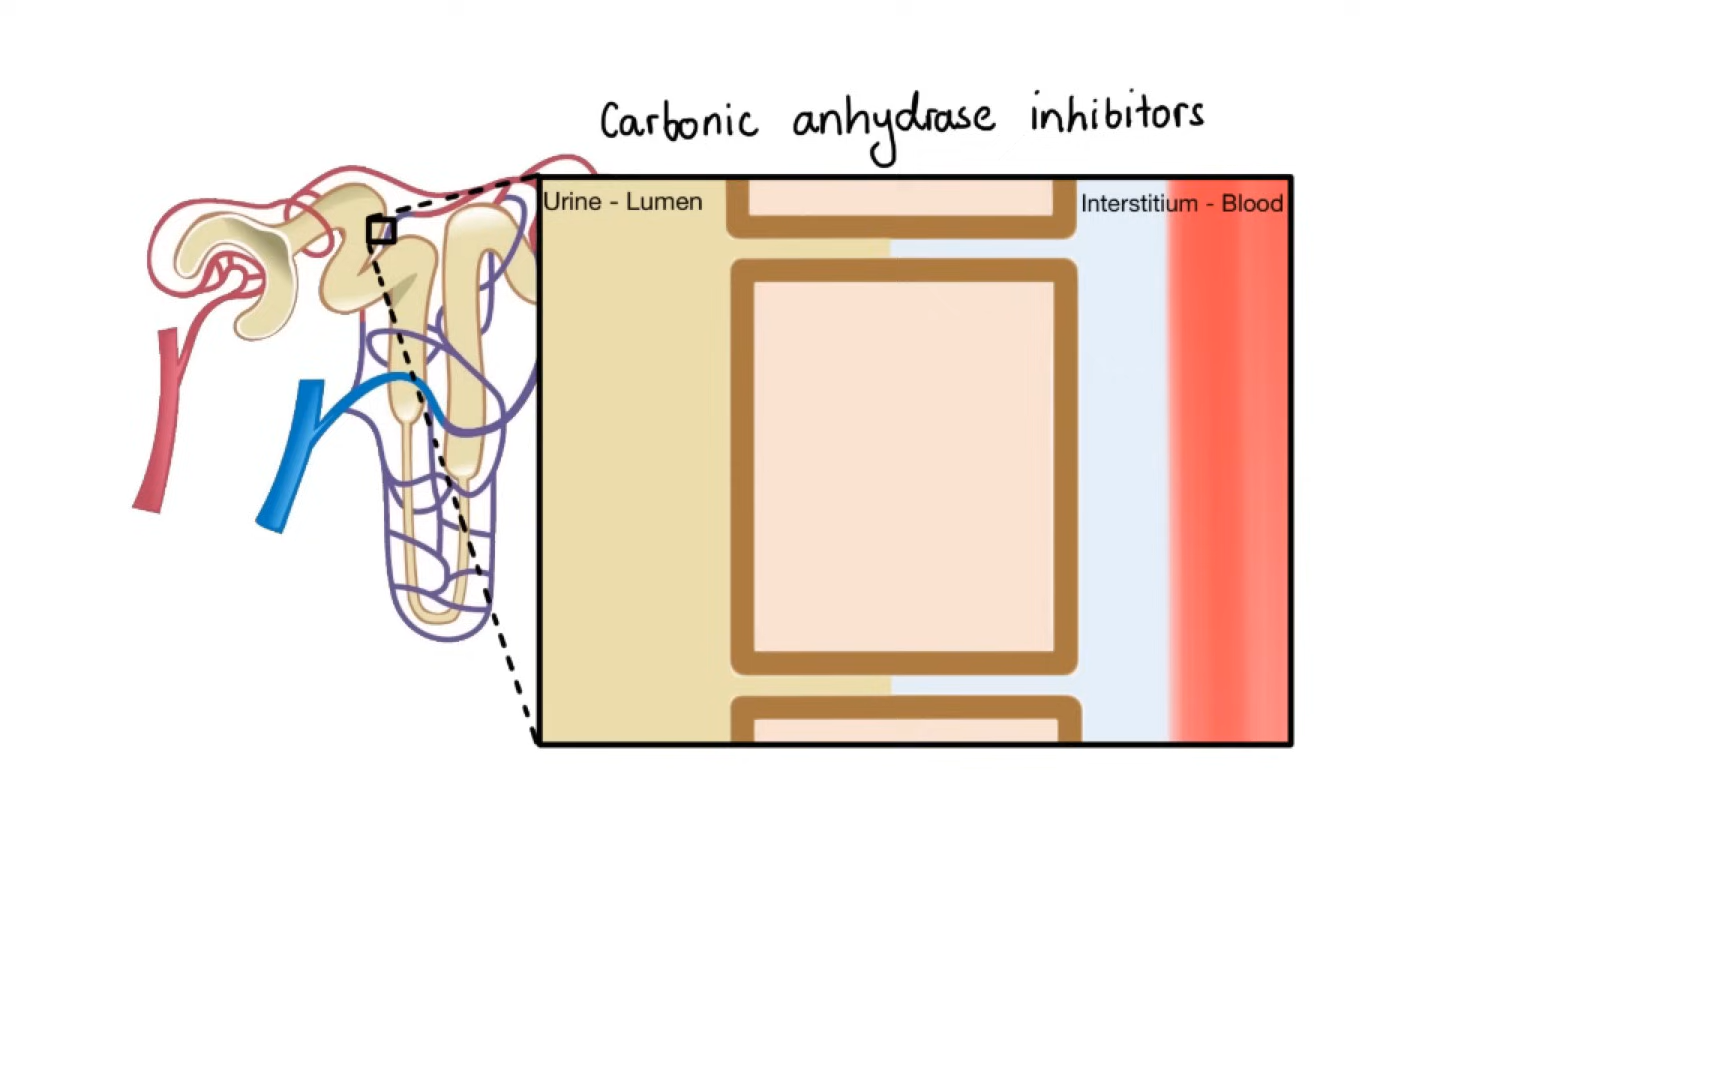 Carbonic anhydrase inhibitors
Urine - Lumen
Interstitium - Blood